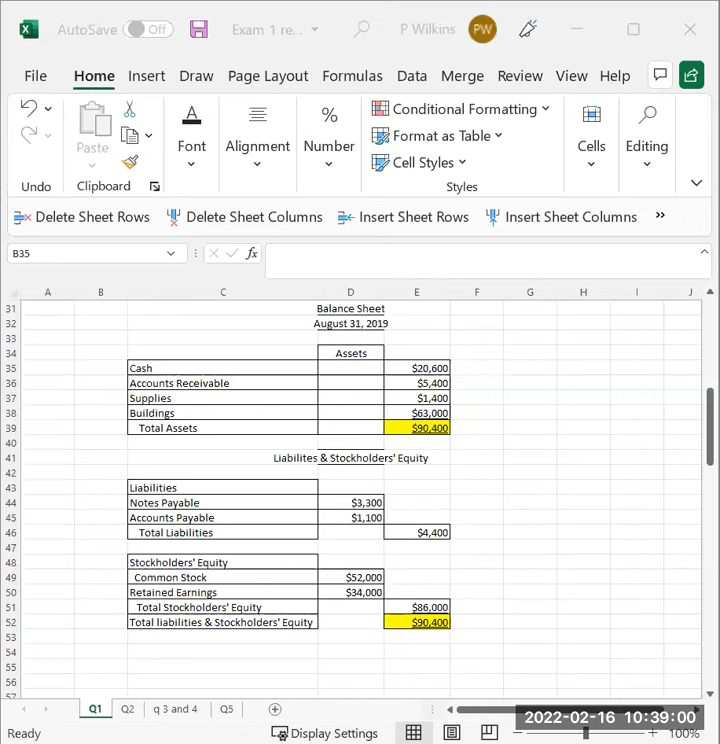 AutoSave Off Exam 1 re... P Wilkins PW
File Home Insert Draw Page Layout Formulas Data Merge Review View Help
Paste Font Alignment % Number Conditional Formatting Format as Table Cell Styles Cells Editing
Undo Clipboard Styles
Delete Sheet Rows Delete Sheet Columns Insert Sheet Rows Insert Sheet Columns »
B35 fx
A B C D E F G H I J
31 Balance Sheet
32 August 31, 2019
33
34 Assets
35 Cash $20,600
36 Accounts Receivable $5,400
37 Supplies $1,400
38 Buildings $63,000
39 Total Assets $90,400
40
41 Liabilites & Stockholders' Equity
42
43 Liabilities
44 Notes Payable $3,300
45 Accounts Payable $1,100
46 Total Liabilities $4,400
47
48 Stockholders' Equity
49 Common Stock $52,000
50 Retained Earnings $34,000
51 Total Stockholders' Equity $86,000
52 Total liabilities & Stockholders' Equity $90,400
53
54
55
56
57
Q1 Q2 q 3 and 4 Q5
2022-02-16 10:39:00
Ready Display Settings 100%